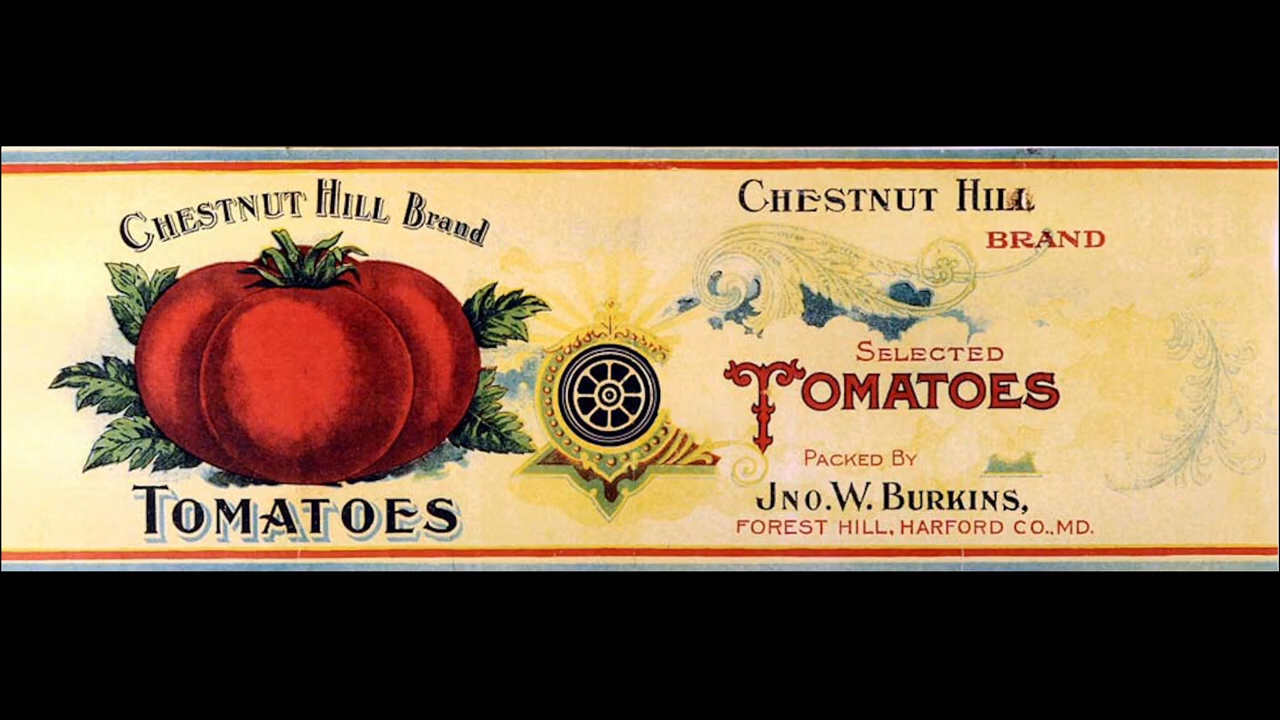 CHESTNUT HILL Brand
TOMATOES
CHESTNUT HILL
BRAND
SELECTED
TOMATOES
PACKED BY
JNO. W. BURKINS,
FOREST HILL, HARFORD CO., MD.